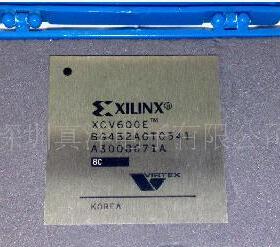 XILINX®
XCV600E™
BG432AGT0341
A3008671A
8C
VIRTEX
KOREA